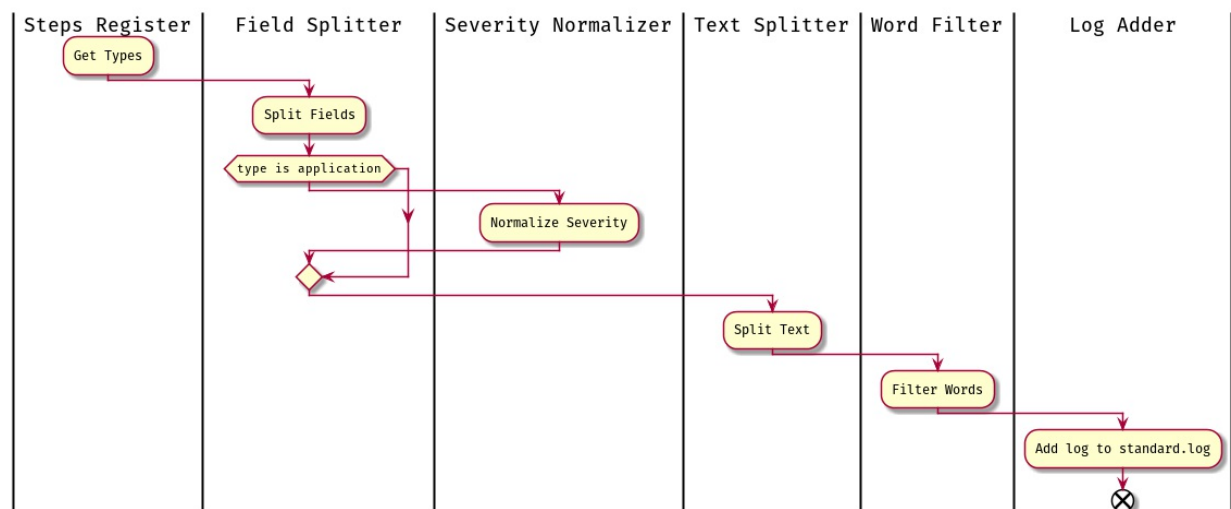 Steps Register
Field Splitter
Severity Normalizer
Text Splitter
Word Filter
Log Adder
Get Types
Split Fields
type is application
Normalize Severity
Split Text
Filter Words
Add log to standard.log